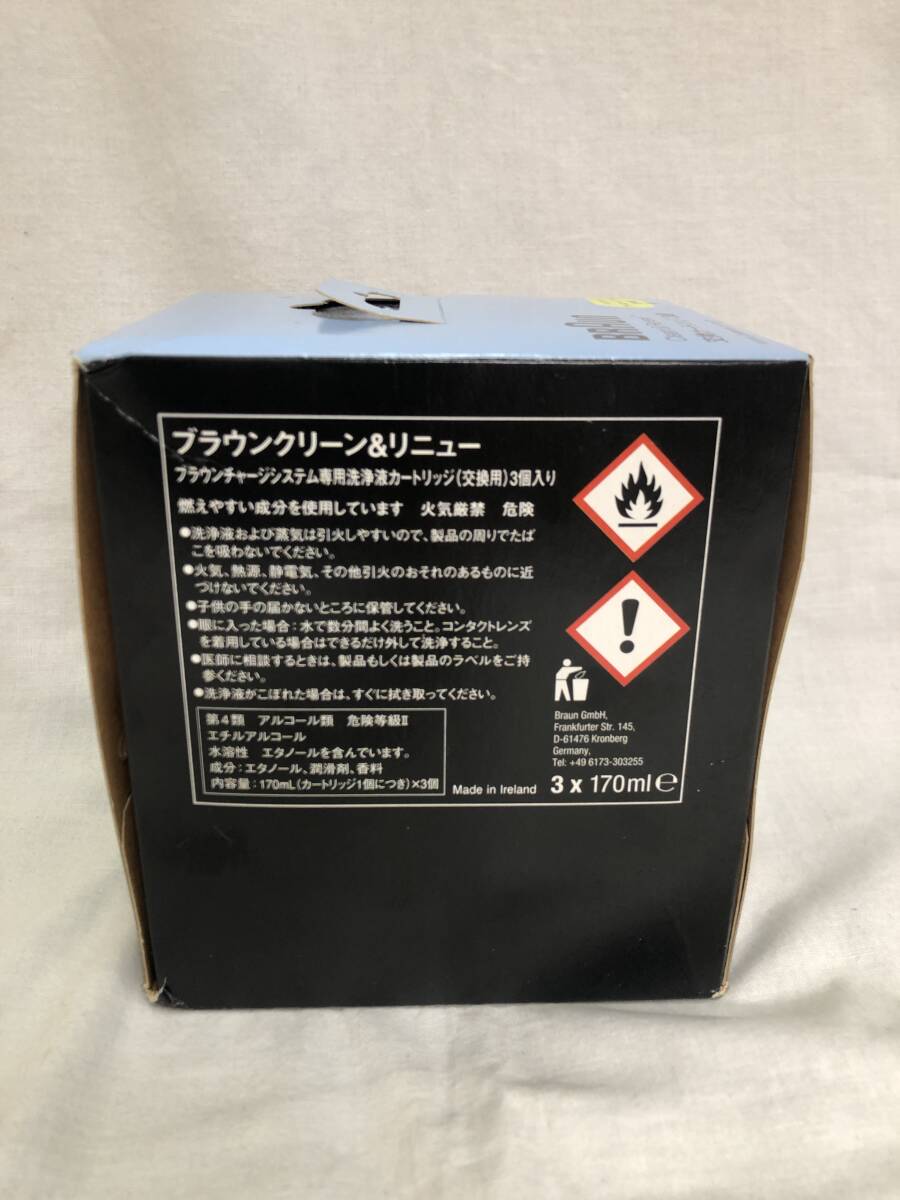 BRAUN
ブラウンクリーン&リニュー
ブラウンチャージシステム専用洗浄液カートリッジ(交換用)3個入り
燃えやすい成分を使用しています 火気厳禁 危険
●洗浄液および蒸気は引火しやすいので、製品の周りでたば
こを吸わないでください。
●火気、熱源、静電気、その他引火のおそれのあるものに近
づけないでください。
●子供の手の届かないところに保管してください。
●眼に入った場合:水で数分間よく洗うこと。コンタクトレンズ
を着用している場合はできるだけ外して洗浄すること。
●医師に相談するときは、製品もしくは製品のラベルをご持
参ください。
●洗浄液がこぼれた場合は、すぐに拭き取ってください。
第4類 アルコール類 危険等級II
エチルアルコール
水溶性 エタノールを含んでいます。
成分:エタノール、潤滑剤、香料
内容量:170mL(カートリッジ1個につき)×3個
Made in Ireland
Braun GmbH,
Frankfurter Str. 145,
D-61476 Kronberg
Germany,
Tel: +49 6173-303255
3 x 170ml e